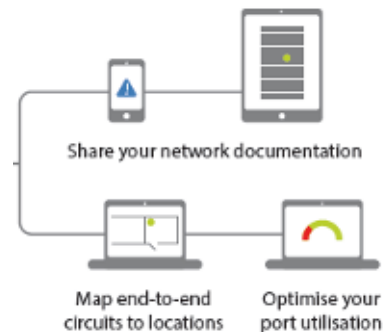 Share your network documentation
Map end-to-end
circuits to locations
Optimise your
port utilisation